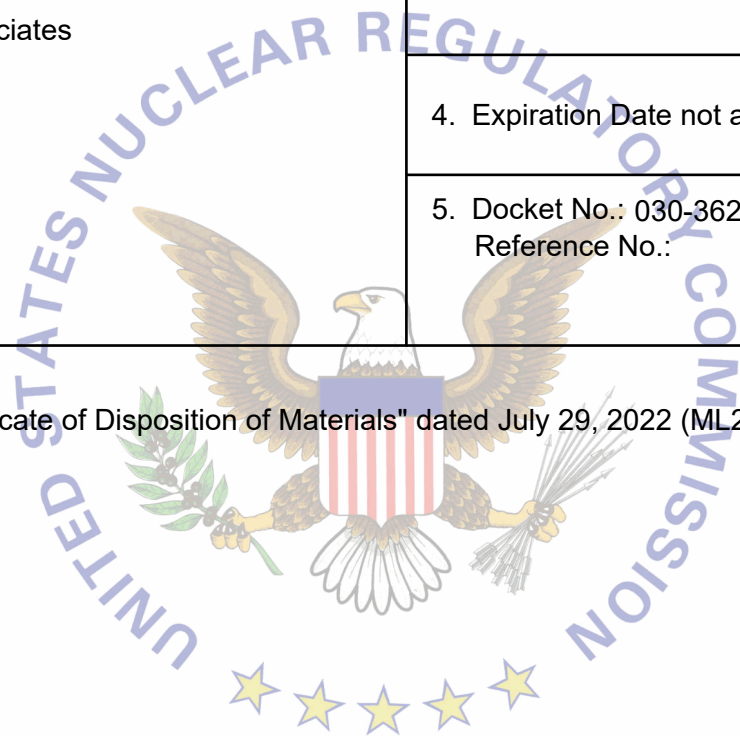 ciates
4. Expiration Date not a
5. Docket No.: 030-362
Reference No.:
cate of Disposition of Materials" dated July 29, 2022 (ML2
UNITED STATES NUCLEAR REGULATORY COMMISSION